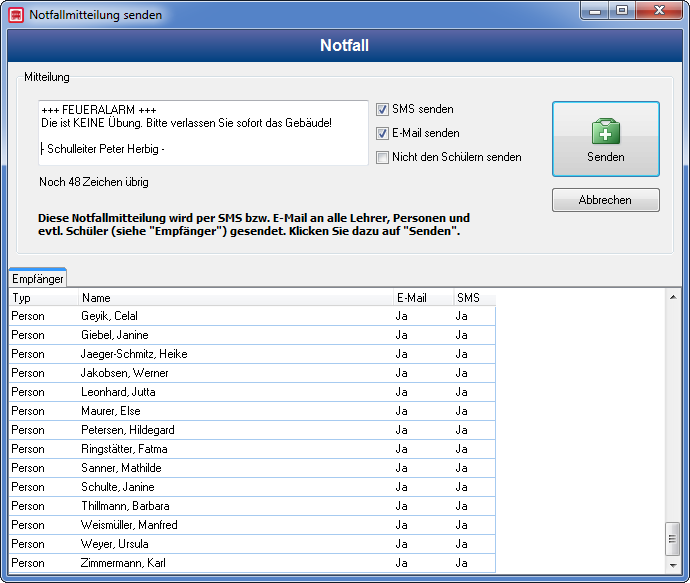 Notfallmitteilung senden
Notfall
Mitteilung
+++ FEUERALARM +++
Die ist KEINE Übung. Bitte verlassen Sie sofort das Gebäude!
- Schulleiter Peter Herbig -
SMS senden
E-Mail senden
Nicht den Schülern senden
Senden
Abbrechen
Noch 48 Zeichen übrig
Diese Notfallmitteilung wird per SMS bzw. E-Mail an alle Lehrer, Personen und
evtl. Schüler (siehe "Empfänger") gesendet. Klicken Sie dazu auf "Senden".
Empfänger
Typ Name E-Mail SMS
Person Geyik, Celal Ja Ja
Person Giebel, Janine Ja Ja
Person Jaeger-Schmitz, Heike Ja Ja
Person Jakobsen, Werner Ja Ja
Person Leonhard, Jutta Ja Ja
Person Maurer, Else Ja Ja
Person Petersen, Hildegard Ja Ja
Person Ringstätter, Fatma Ja Ja
Person Sanner, Mathilde Ja Ja
Person Schulte, Janine Ja Ja
Person Thillmann, Barbara Ja Ja
Person Weismüller, Manfred Ja Ja
Person Weyer, Ursula Ja Ja
Person Zimmermann, Karl Ja Ja